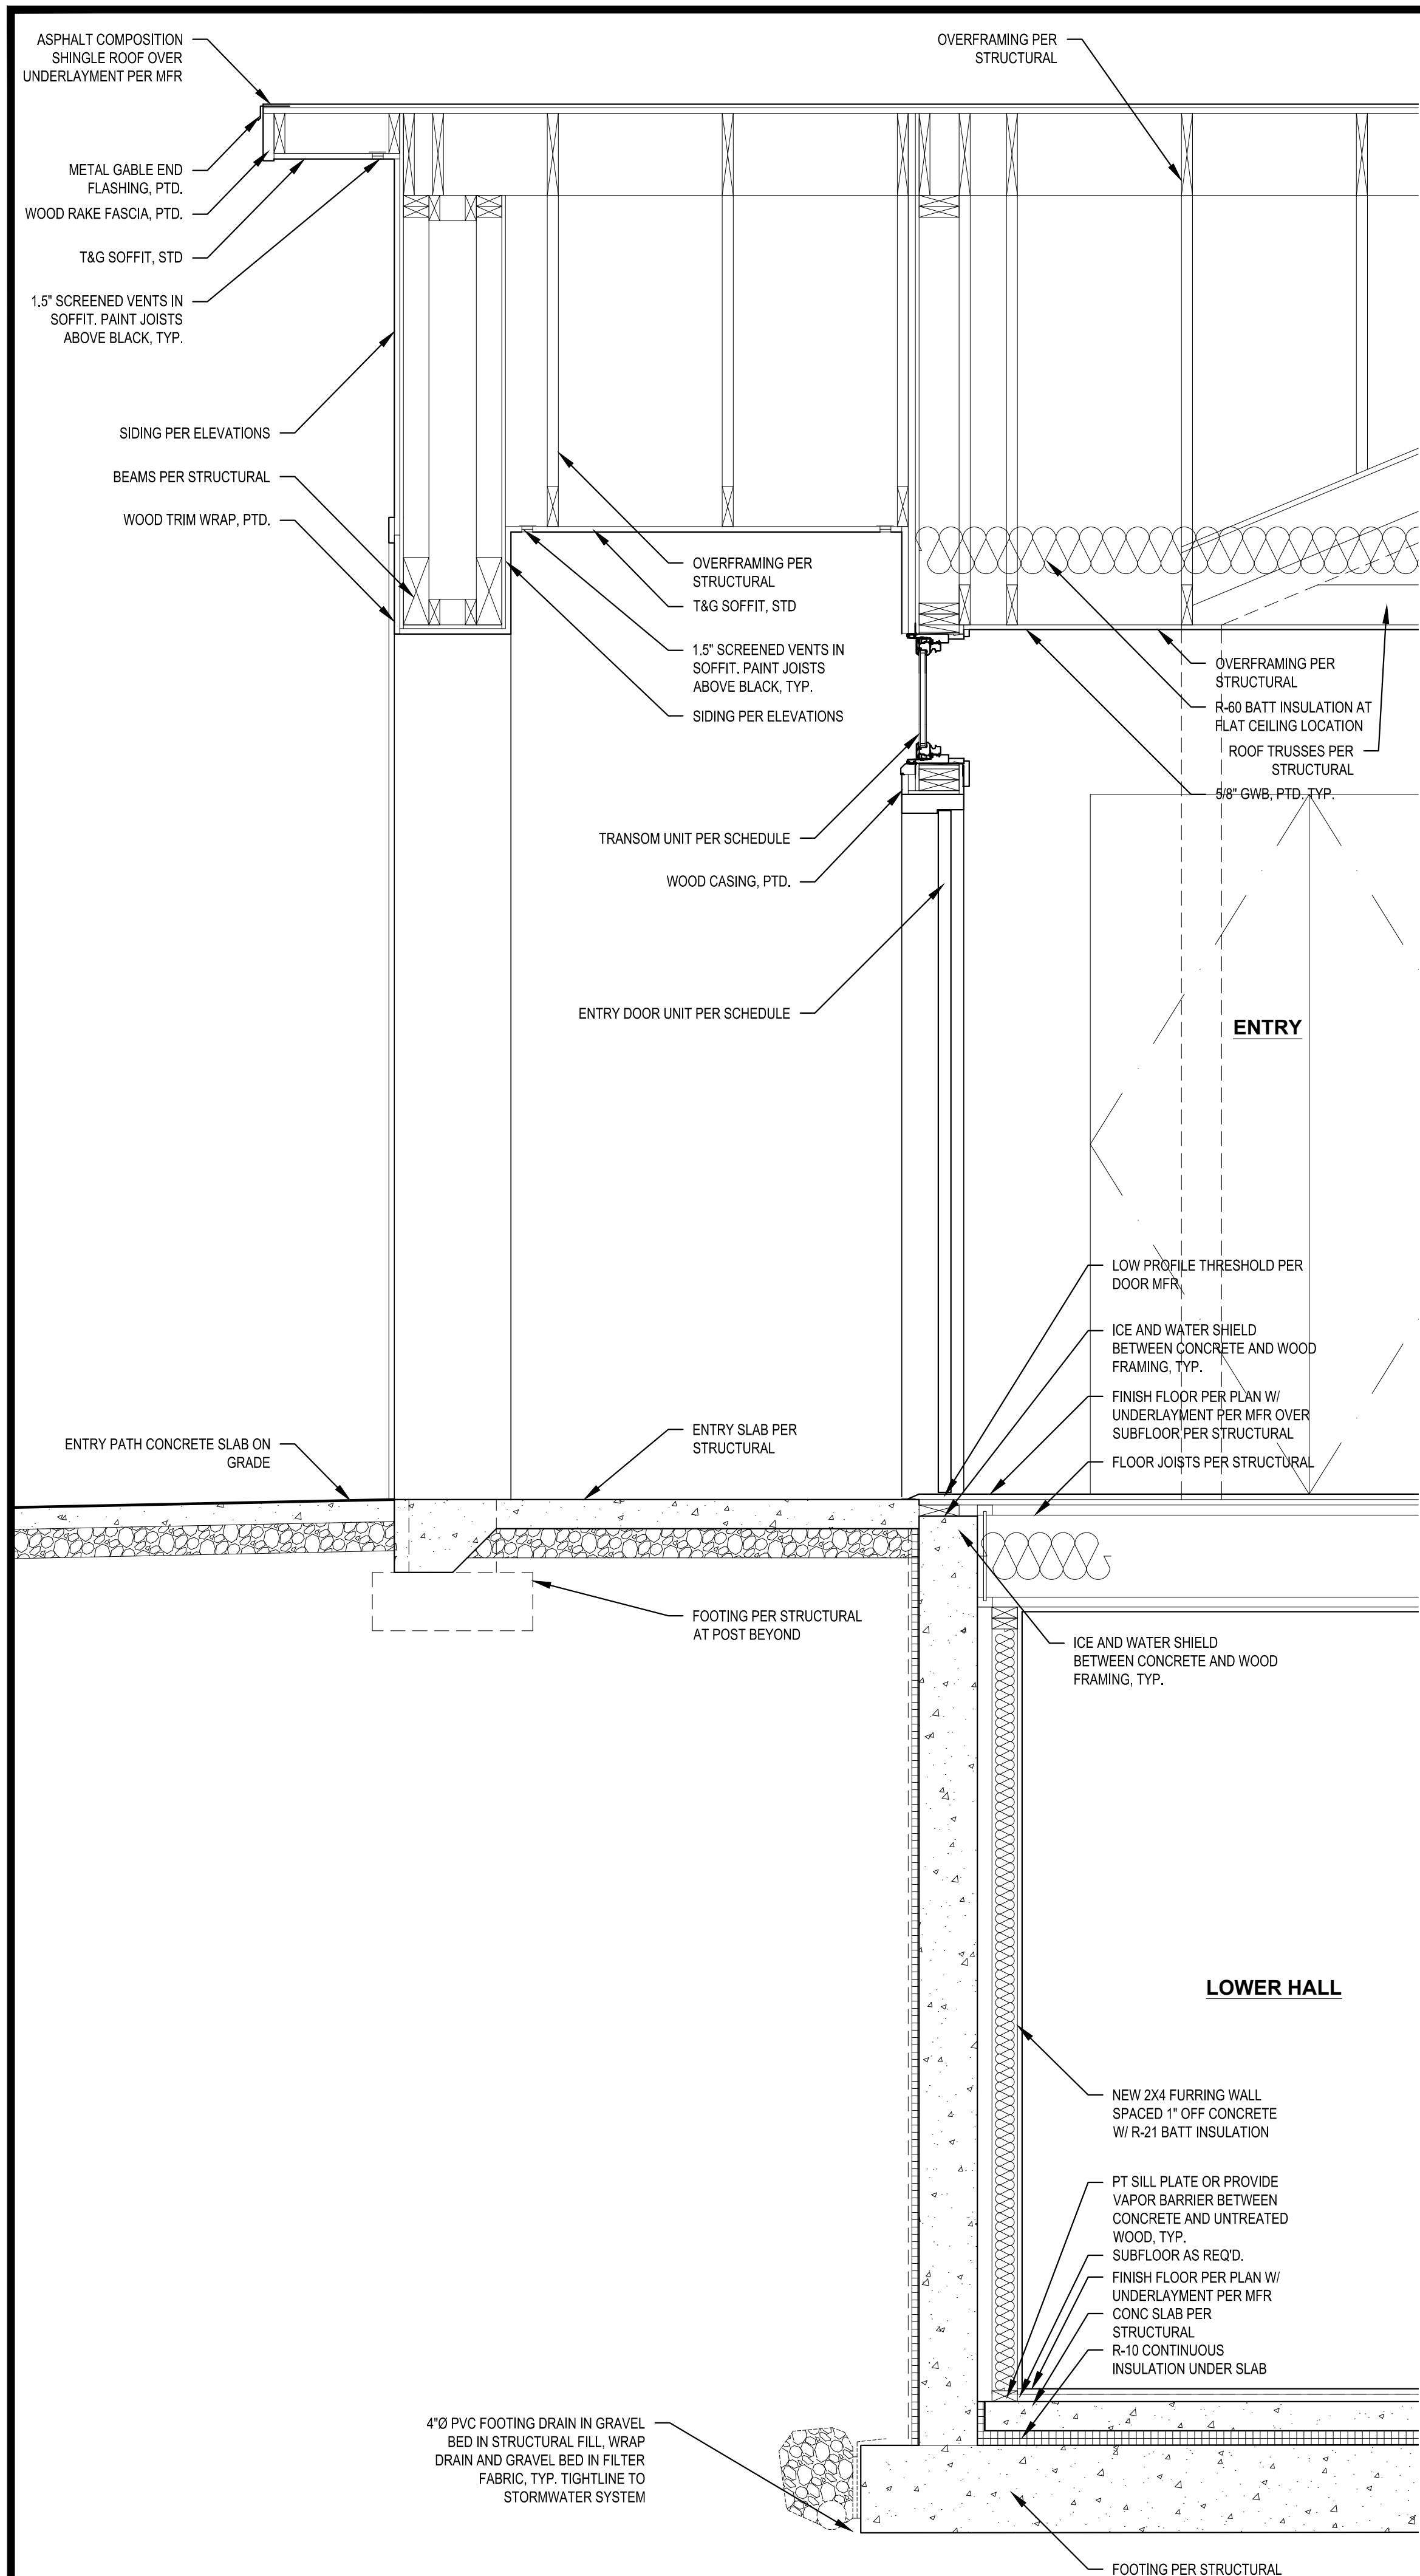 ASPHALT COMPOSITION
SHINGLE ROOF OVER
UNDERLAYMENT PER MFR
OVERFRAMING PER
STRUCTURAL
METAL GABLE END
FLASHING, PTD.
WOOD RAKE FASCIA, PTD.
T&G SOFFIT, STD
1.5" SCREENED VENTS IN
SOFFIT. PAINT JOISTS
ABOVE BLACK, TYP.
SIDING PER ELEVATIONS
BEAMS PER STRUCTURAL
WOOD TRIM WRAP, PTD.
OVERFRAMING PER
STRUCTURAL
T&G SOFFIT, STD
1.5" SCREENED VENTS IN
SOFFIT. PAINT JOISTS
ABOVE BLACK, TYP.
SIDING PER ELEVATIONS
OVERFRAMING PER
STRUCTURAL
R-60 BATT INSULATION AT
FLAT CEILING LOCATION
ROOF TRUSSES PER
STRUCTURAL
5/8" GWB, PTD. TYP.
TRANSOM UNIT PER SCHEDULE
WOOD CASING, PTD.
ENTRY DOOR UNIT PER SCHEDULE
ENTRY
LOW PROFILE THRESHOLD PER
DOOR MFR
ICE AND WATER SHIELD
BETWEEN CONCRETE AND WOOD
FRAMING, TYP.
FINISH FLOOR PER PLAN W/
UNDERLAYMENT PER MFR OVER
SUBFLOOR PER STRUCTURAL
FLOOR JOISTS PER STRUCTURAL
ENTRY PATH CONCRETE SLAB ON
GRADE
ENTRY SLAB PER
STRUCTURAL
FOOTING PER STRUCTURAL
AT POST BEYOND
ICE AND WATER SHIELD
BETWEEN CONCRETE AND WOOD
FRAMING, TYP.
LOWER HALL
NEW 2X4 FURRING WALL
SPACED 1" OFF CONCRETE
W/ R-21 BATT INSULATION
PT SILL PLATE OR PROVIDE
VAPOR BARRIER BETWEEN
CONCRETE AND UNTREATED
WOOD, TYP.
SUBFLOOR AS REQ'D.
FINISH FLOOR PER PLAN W/
UNDERLAYMENT PER MFR
CONC SLAB PER
STRUCTURAL
R-10 CONTINUOUS
INSULATION UNDER SLAB
4"Ø PVC FOOTING DRAIN IN GRAVEL
BED IN STRUCTURAL FILL, WRAP
DRAIN AND GRAVEL BED IN FILTER
FABRIC, TYP. TIGHTLINE TO
STORMWATER SYSTEM
FOOTING PER STRUCTURAL